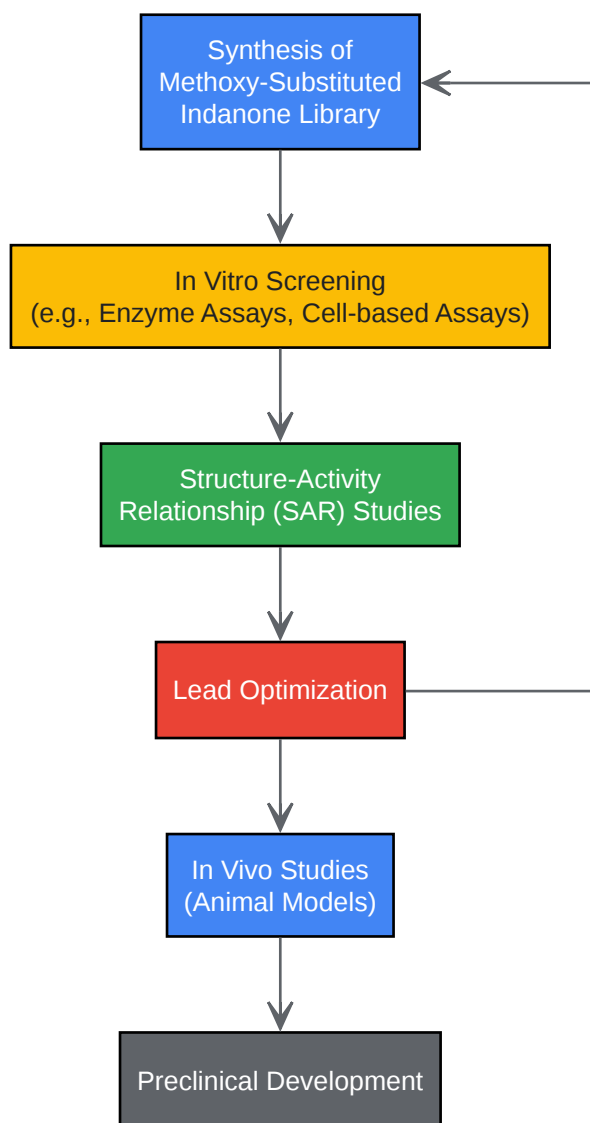 Synthesis of
Methoxy-Substituted
Indanone Library
In Vitro Screening
(e.g., Enzyme Assays, Cell-based Assays)
Structure-Activity
Relationship (SAR) Studies
Lead Optimization
In Vivo Studies
(Animal Models)
Preclinical Development